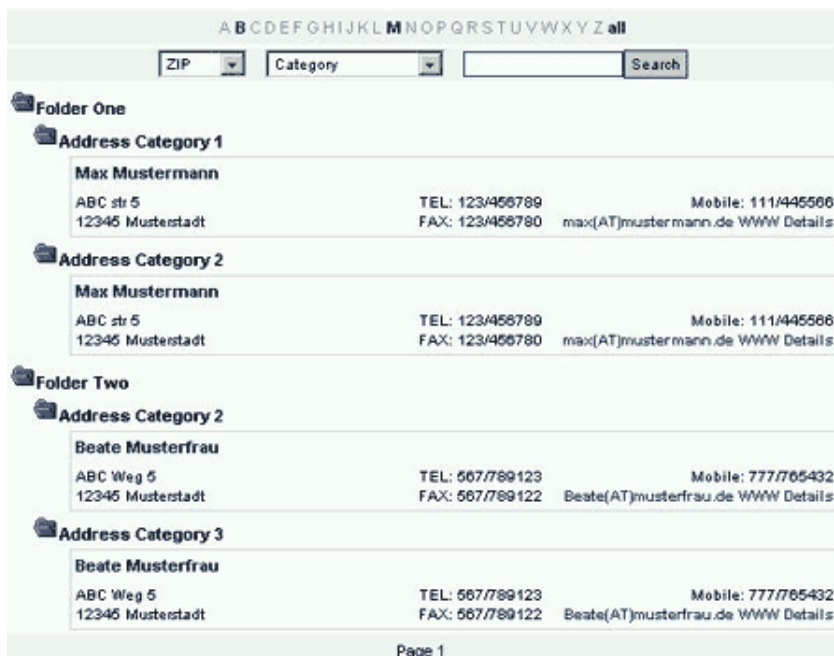 A B C D E F G H I J K L M N O P Q R S T U V W X Y Z all
ZIP Category Search
Folder One
Address Category 1
Max Mustermann
ABC str 5 TEL: 123/456789 Mobile: 111/445566
12345 Musterstadt FAX: 123/456780 max(AT)mustermann.de WWW Details
Address Category 2
Max Mustermann
ABC str 5 TEL: 123/456789 Mobile: 111/445566
12345 Musterstadt FAX: 123/456780 max(AT)mustermann.de WWW Details
Folder Two
Address Category 2
Beate Musterfrau
ABC Weg 5 TEL: 567/789123 Mobile: 777/765432
12345 Musterstadt FAX: 567/789122 Beate(AT)musterfrau.de WWW Details
Address Category 3
Beate Musterfrau
ABC Weg 5 TEL: 567/789123 Mobile: 777/765432
12345 Musterstadt FAX: 567/789122 Beate(AT)musterfrau.de WWW Details
Page 1